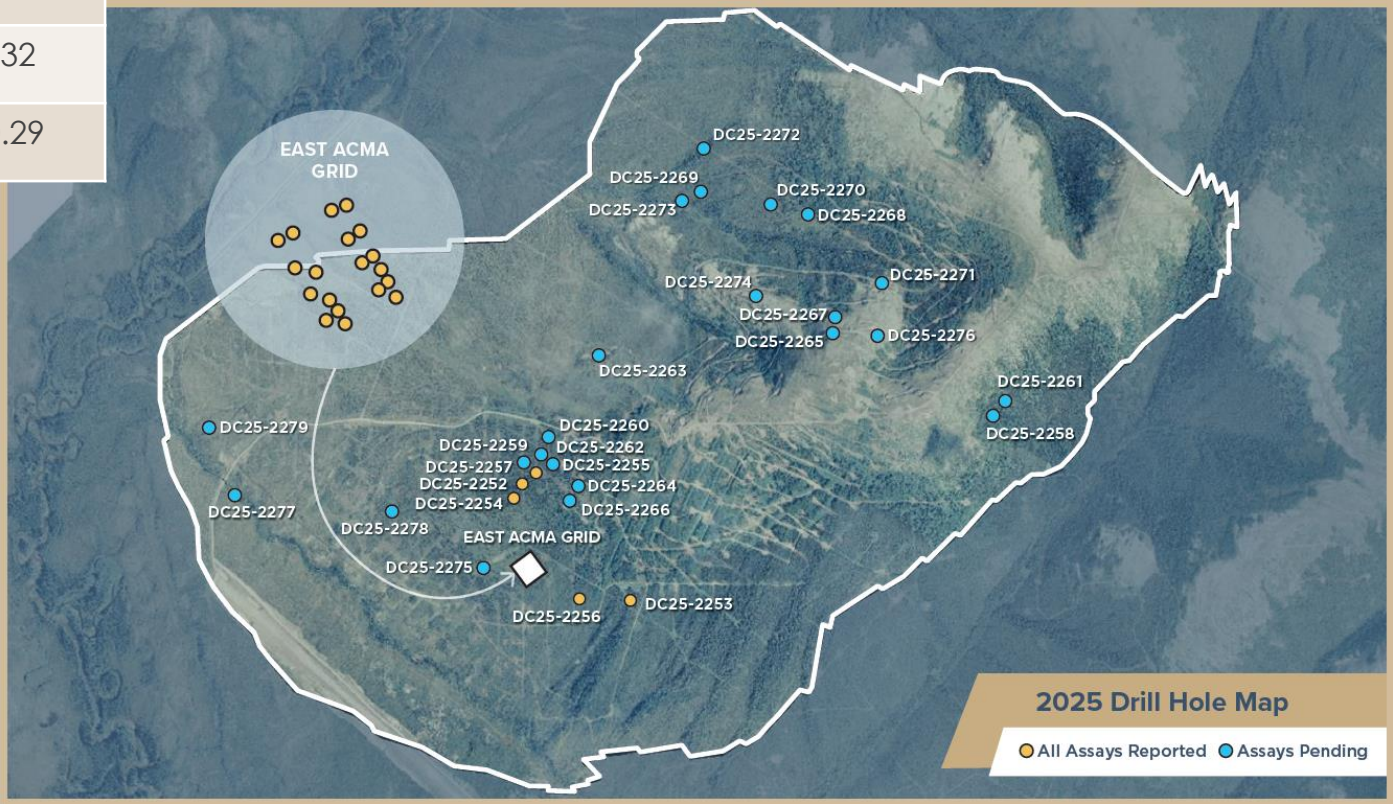 32
.29
EAST ACMA
GRID
DC25-2272
DC25-2269
DC25-2270
DC25-2273
DC25-2268
DC25-2274
DC25-2271
DC25-2267
DC25-2265
DC25-2276
DC25-2263
DC25-2261
DC25-2258
DC25-2279
DC25-2260
DC25-2259
DC25-2262
DC25-2257
DC25-2255
DC25-2252
DC25-2264
DC25-2254
DC25-2266
DC25-2277
DC25-2278
EAST ACMA GRID
DC25-2275
DC25-2256
DC25-2253
2025 Drill Hole Map
All Assays Reported
Assays Pending